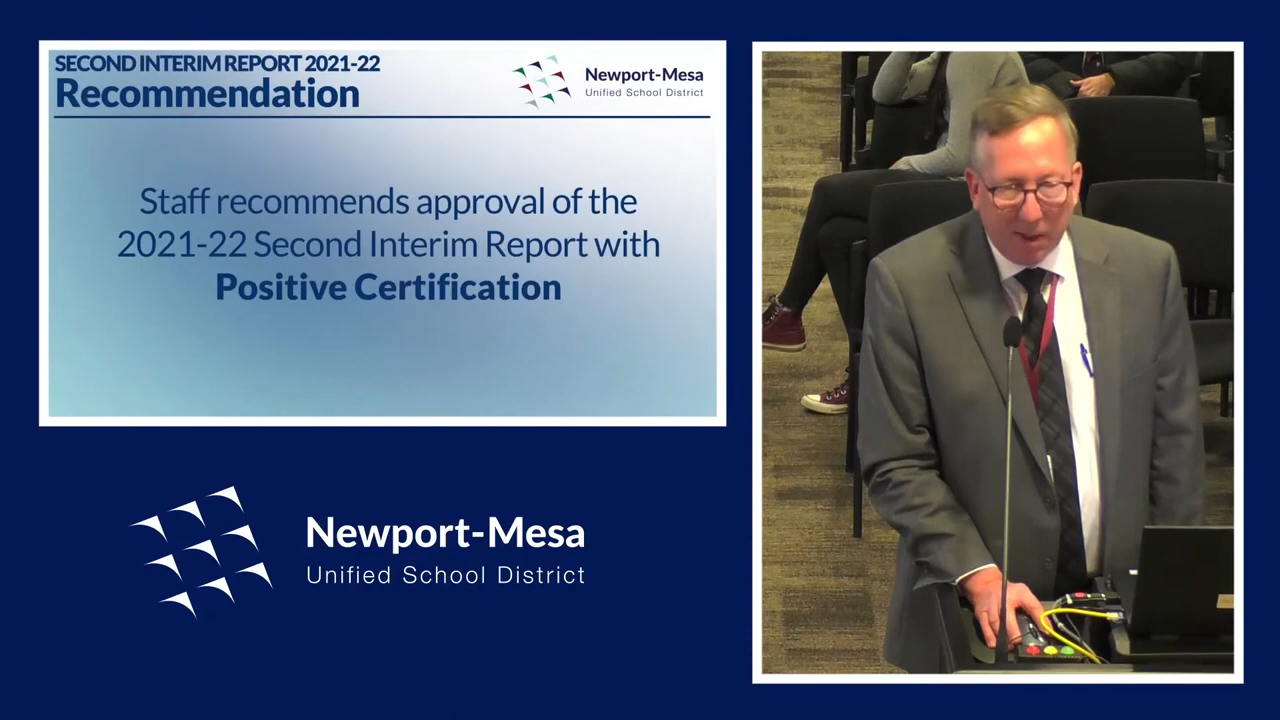 SECOND INTERIM REPORT 2021-22
Recommendation
Newport-Mesa
Unified School District
Staff recommends approval of the
2021-22 Second Interim Report with
Positive Certification
Newport-Mesa
Unified School District